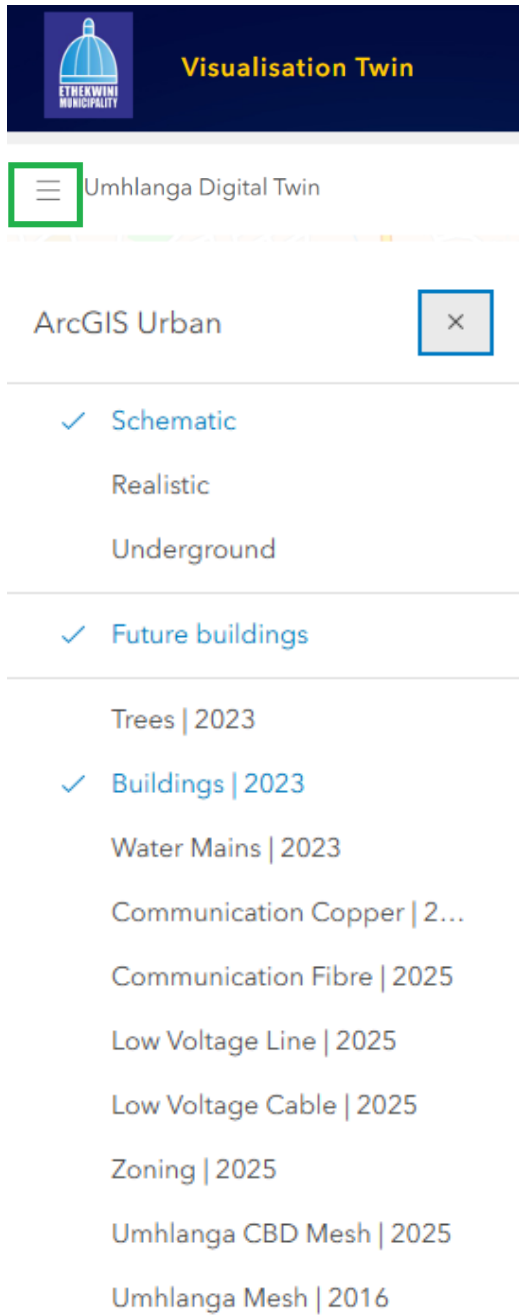 ETHEKWINI
MUNICIPALITY
Visualisation Twin
Umhlanga Digital Twin
ArcGIS Urban
Schematic
Realistic
Underground
Future buildings
Trees | 2023
Buildings | 2023
Water Mains | 2023
Communication Copper | 2...
Communication Fibre | 2025
Low Voltage Line | 2025
Low Voltage Cable | 2025
Zoning | 2025
Umhlanga CBD Mesh | 2025
Umhlanga Mesh | 2016